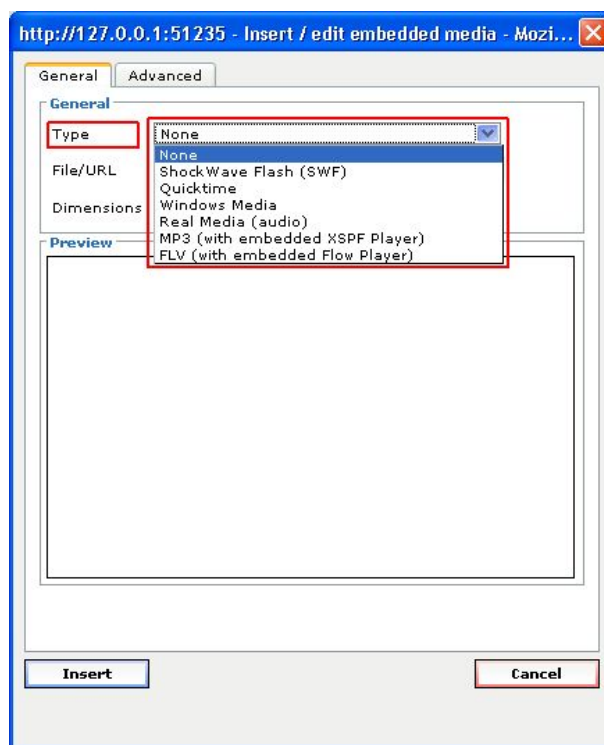 http://127.0.0.1:51235 - Insert / edit embedded media - Mozi...
General Advanced
General
Type None
None
ShockWave Flash (SWF)
File/URL
Quicktime
Windows Media
Dimensions
Real Media (audio)
MP3 (with embedded XSPF Player)
Preview
FLV (with embedded Flow Player)
Insert Cancel